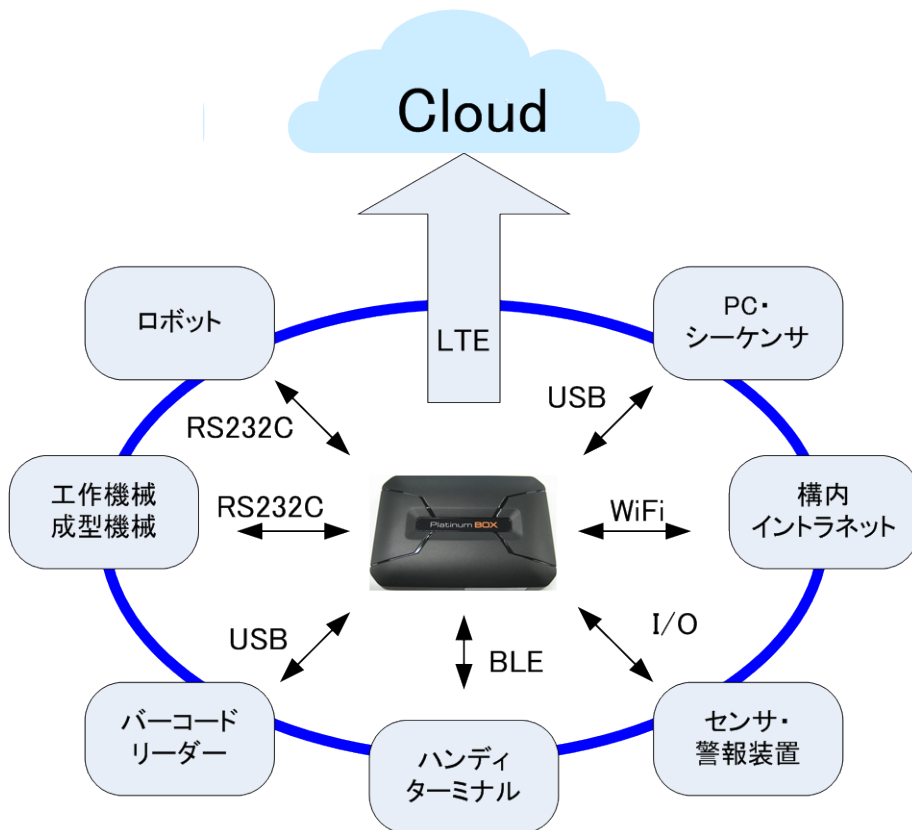 Cloud
ロボット
LTE
PC・
シーケンサ
USB
RS232C
工作機械
成型機械
RS232C
Platinum BOX
WiFi
構内
イントラネット
USB
BLE
I/O
バーコード
リーダー
ハンディ
ターミナル
センサ・
警報装置